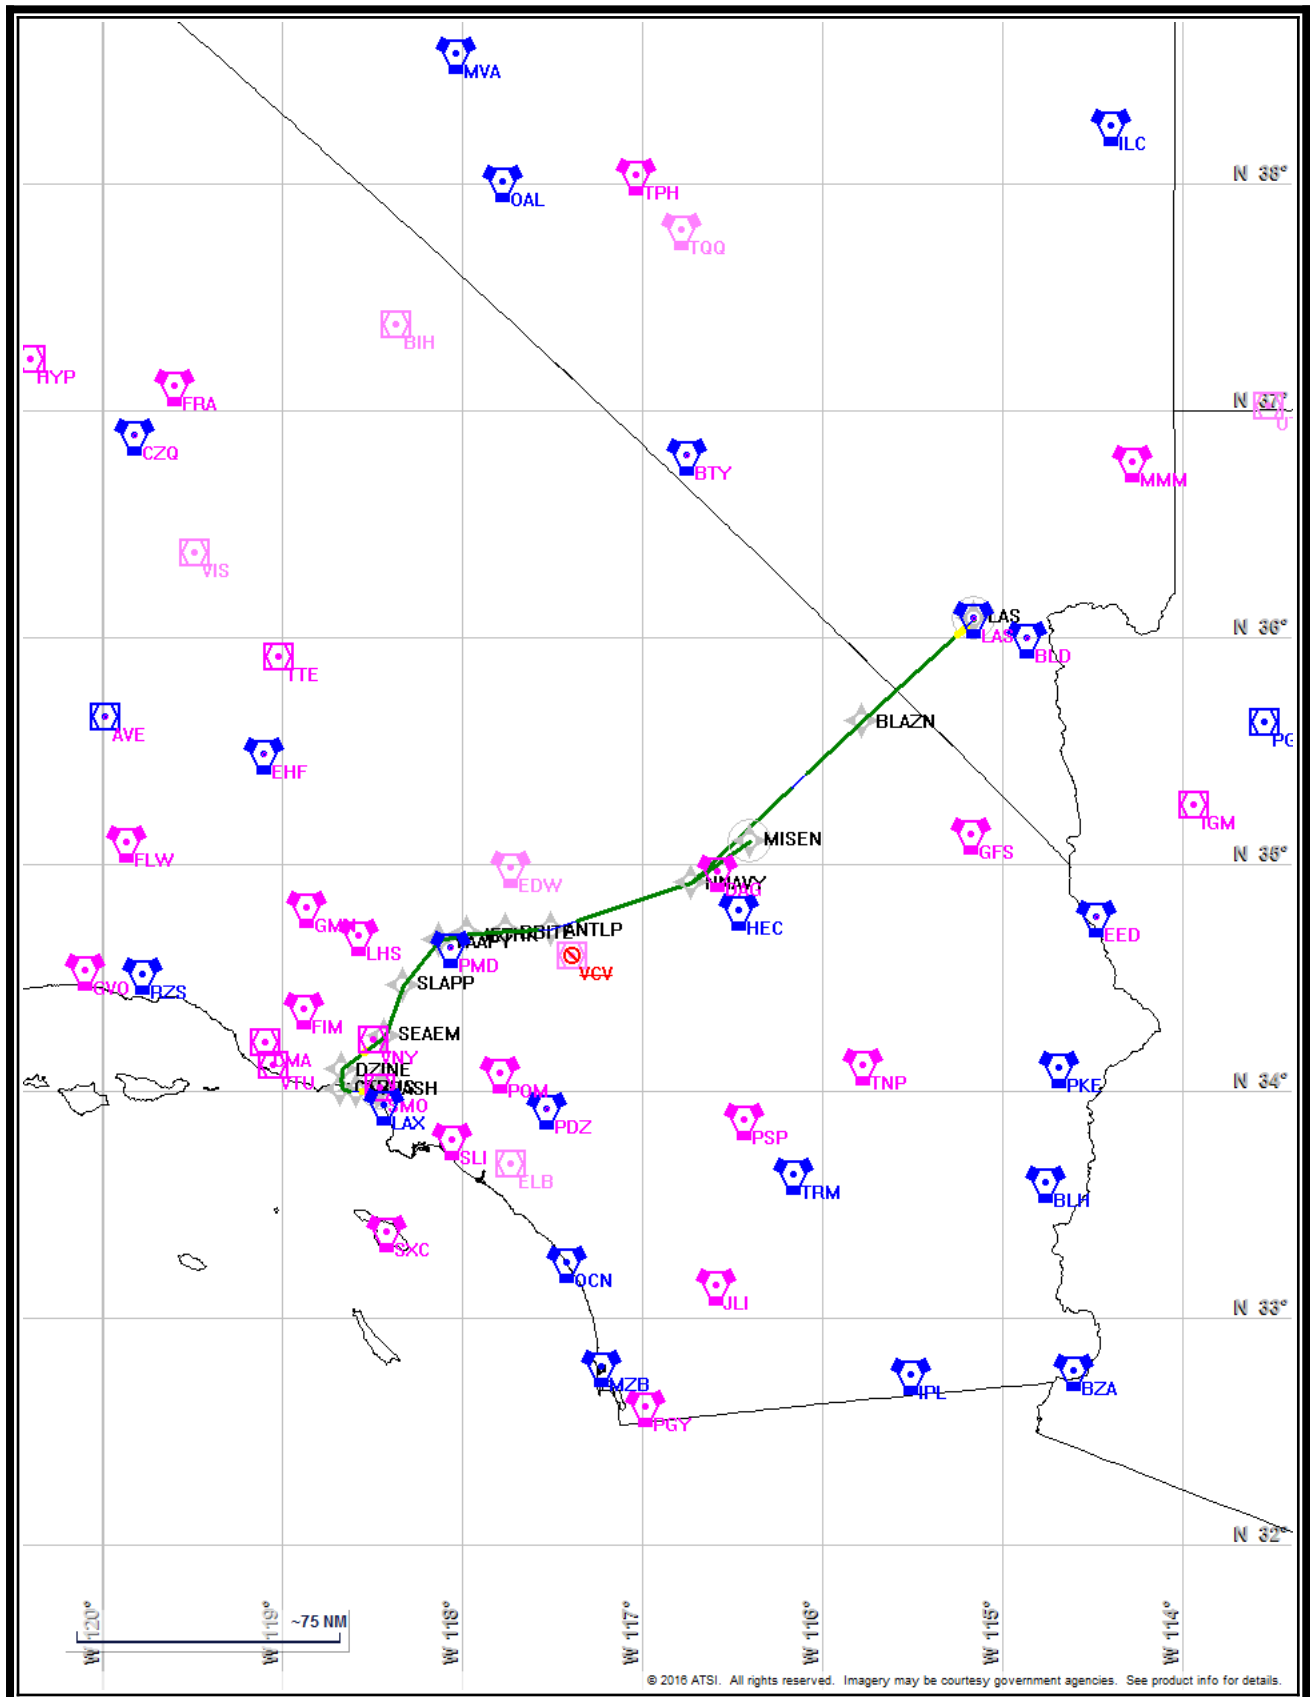 MVA
ILC
N 38°
OAL
TPH
TQQ
BIH
HYP
FRA
N 37°
CZQ
BTY
MMM
VIS
LAS
N 36°
LAS
BLD
TTE
AVE
BLAZN
EHF
IGM
MISEN
GFS
FLW
N 35°
EDW
DAG
GMN
HEC
EED
LHS
ANTLP
PMD
VCV
GVO
RZS
SLAPP
FIM
SEAEM
VNY
DZINE
VTU
N 34°
POM
TNP
PKE
SMO
LAX
PDZ
PSP
SLI
ELB
TRM
BLH
SXC
OCN
JLI
N 33°
MZB
IPL
BZA
PGY
N 32°
~75 NM
W 120°
W 119°
W 118°
W 117°
W 116°
W 115°
W 114°
© 2016 ATSI. All rights reserved. Imagery may be courtesy government agencies. See product info for details.